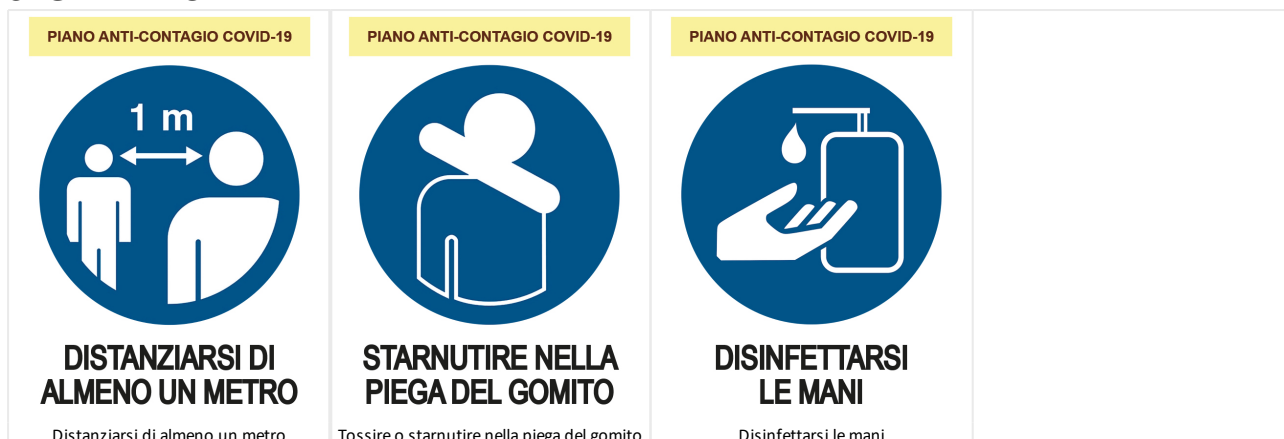 PIANO ANTI-CONTAGIO COVID-19
1 m
DISTANZIARSI DI
ALMENO UN METRO
Distanziarsi di almeno un metro
PIANO ANTI-CONTAGIO COVID-19
STARNUTIRE NELLA
PIEGA DEL GOMITO
Tossire o starnutire nella piega del gomito
PIANO ANTI-CONTAGIO COVID-19
DISINFETTARSI
LE MANI
Disinfettarsi le mani